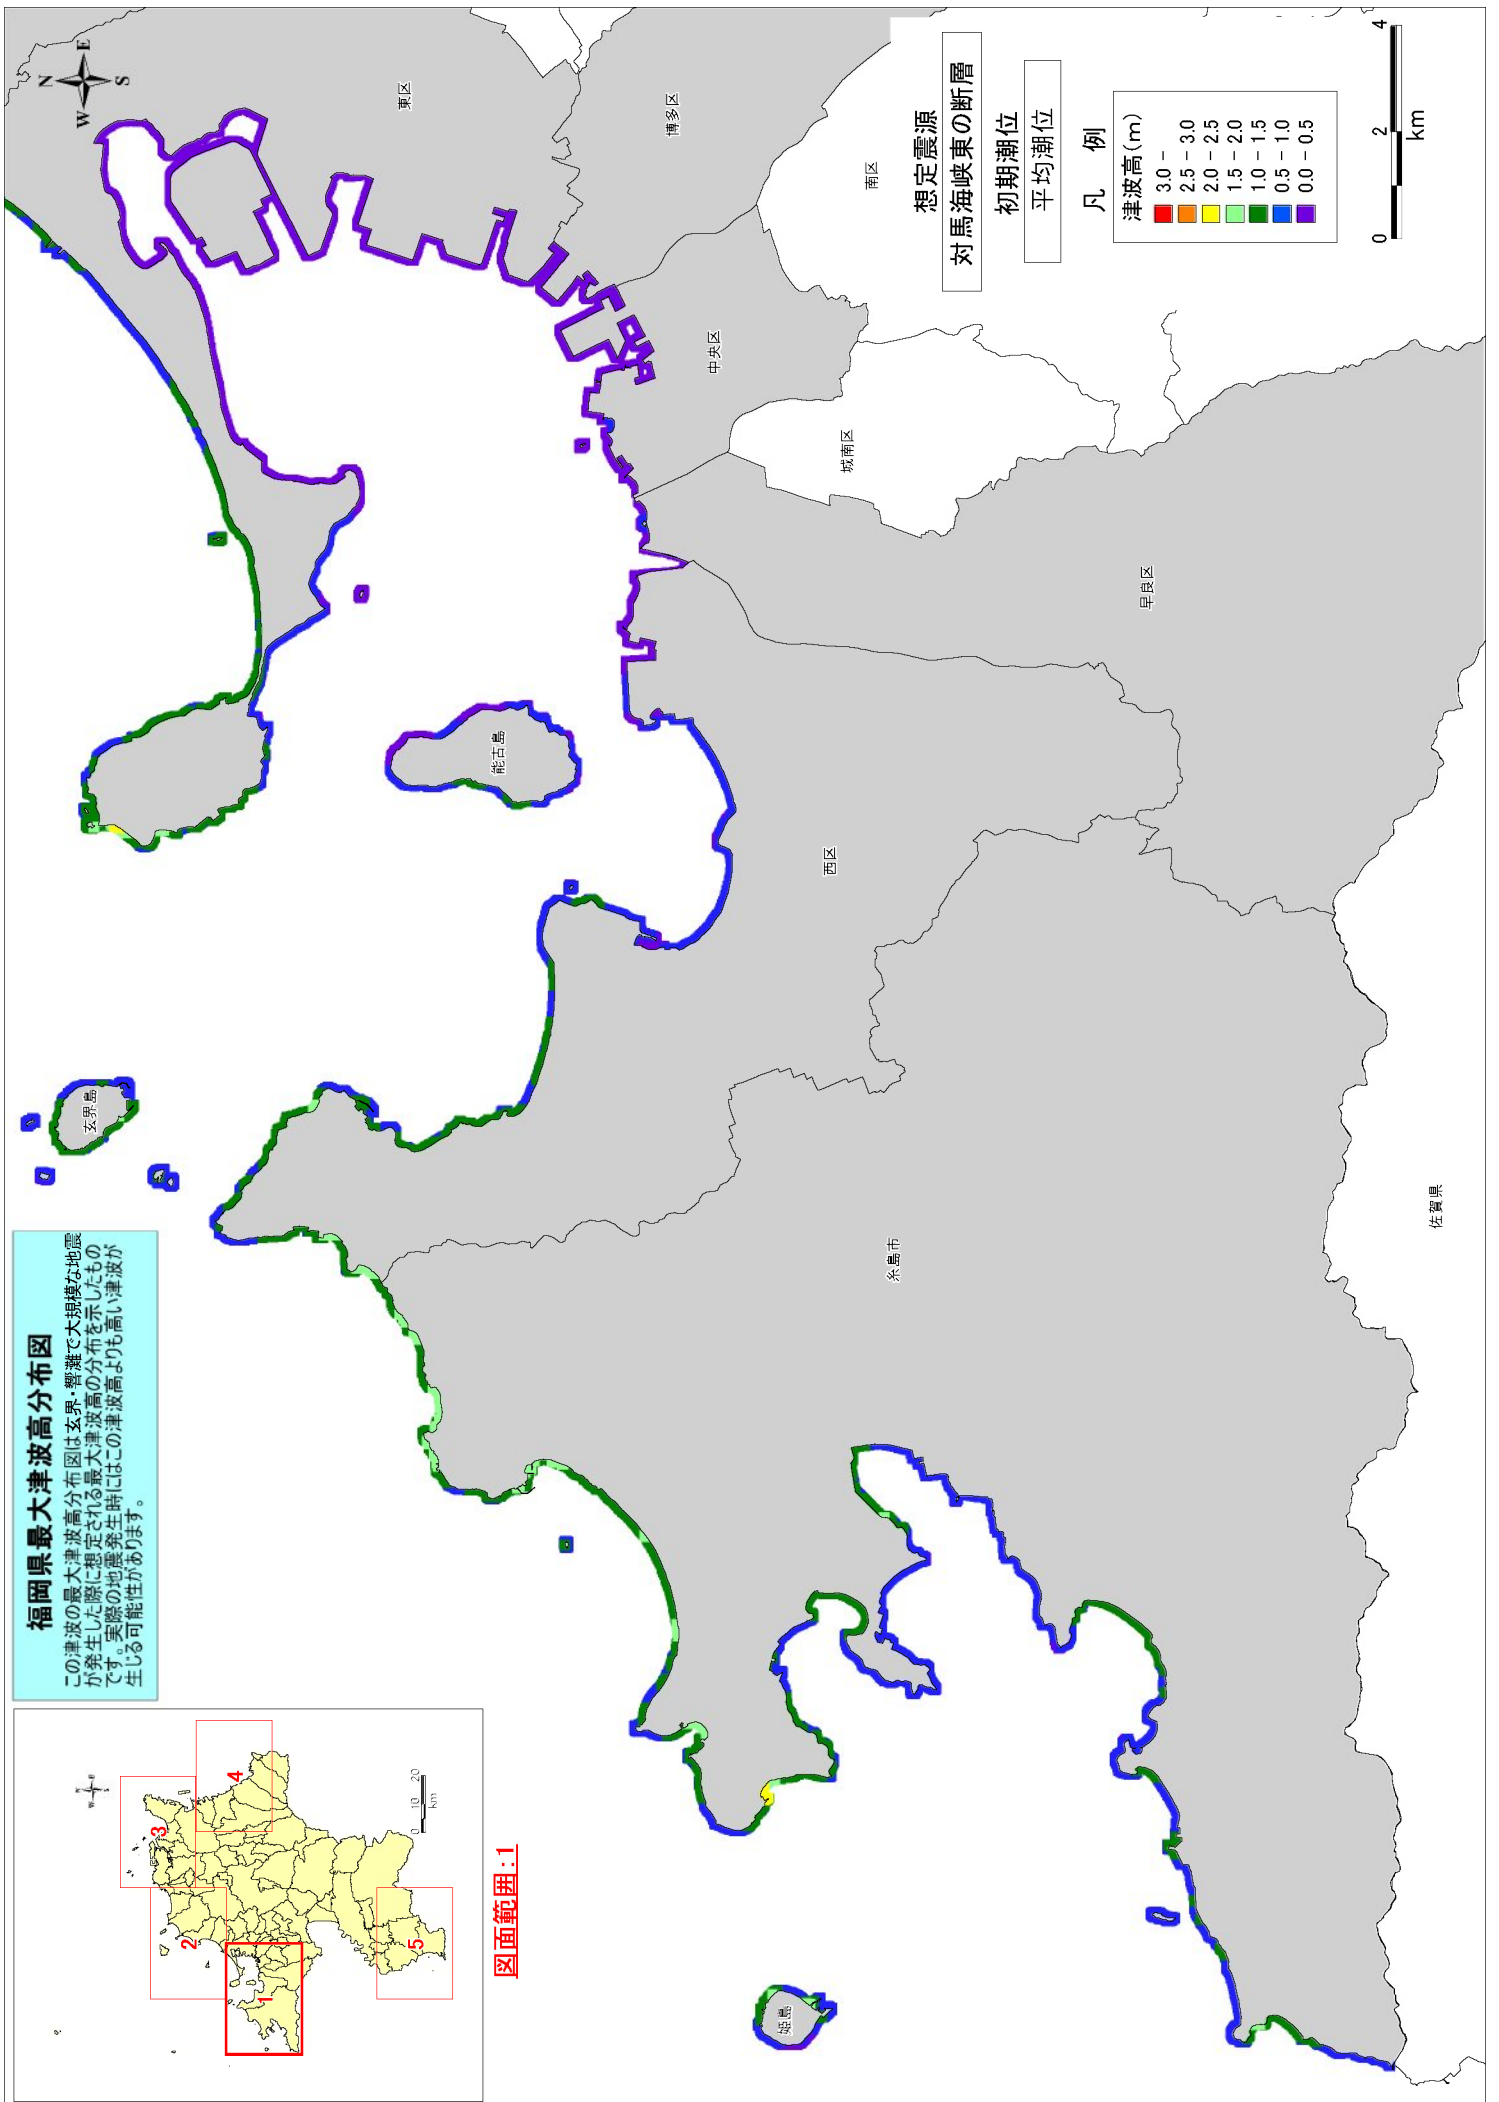 福岡県最大津波高分布図
この津波の最大津波高分布図は玄界・響灘で大規模な地震
が発生した際に想定される最大津波高の分布を示したもの
です。実際の地震発生時にはこの津波高よりも高い津波が
生じる可能性があります。
N
E
S
W
1
2
3
4
5
0 10 20
km
図面範囲:1
玄界島
能古島
姫島
東区
博多区
南区
中央区
城南区
早良区
西区
糸島市
佐賀県
想定震源
対馬海峡東の断層
初期潮位
平均潮位
凡 例
津波高(m)
3.0 -
2.5 - 3.0
2.0 - 2.5
1.5 - 2.0
1.0 - 1.5
0.5 - 1.0
0.0 - 0.5
0 2 4
km